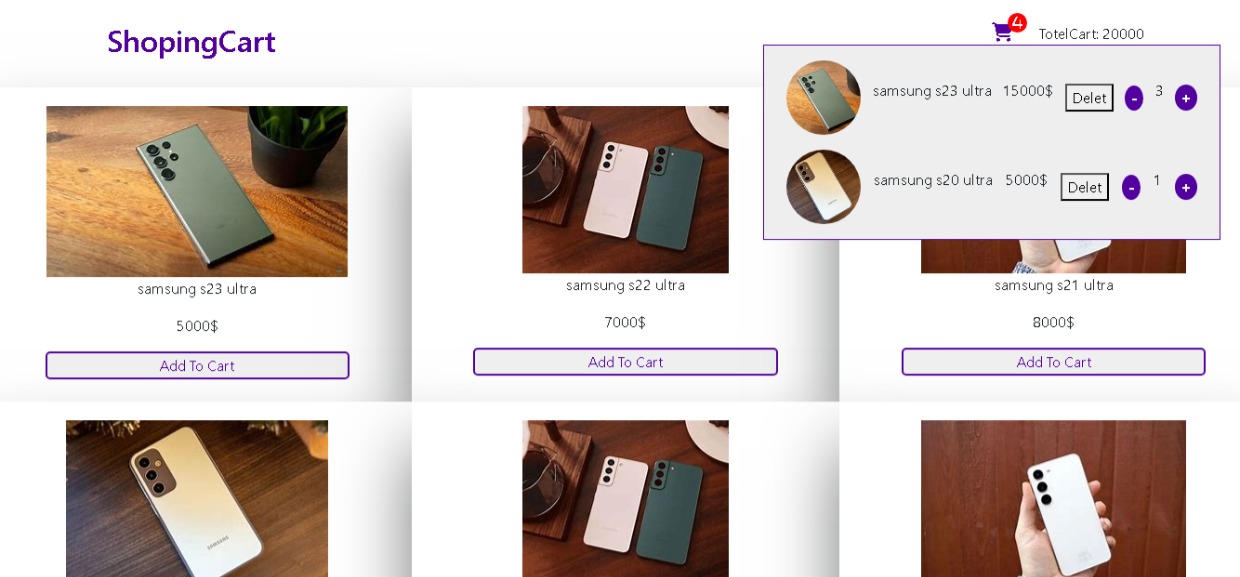 ShopingCart
4
TotelCart: 20000
samsung s23 ultra 15000$ Delet - 3 +
samsung s20 ultra 5000$ Delet - 1 +
samsung s23 ultra
5000$
Add To Cart
samsung s22 ultra
7000$
Add To Cart
samsung s21 ultra
8000$
Add To Cart
SAMSUNG